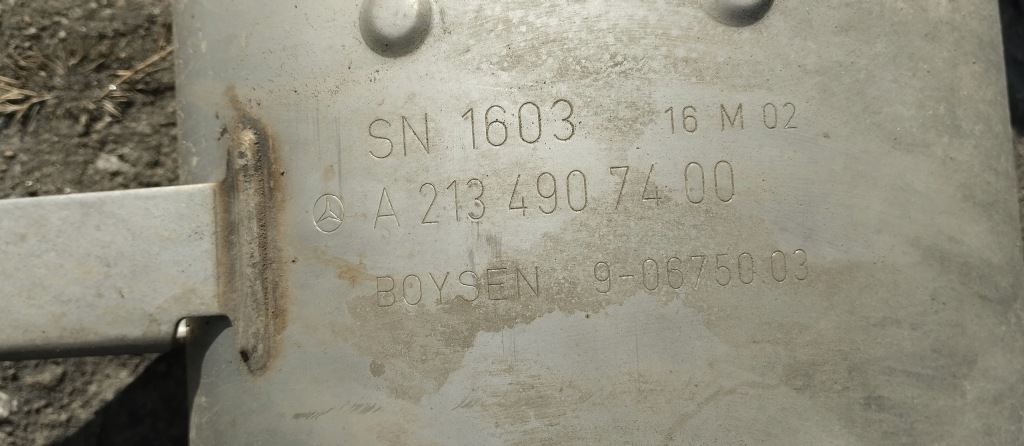 SN 1603 16 M 02
A 213 490 74 00
BOYSEN 9-06750.03